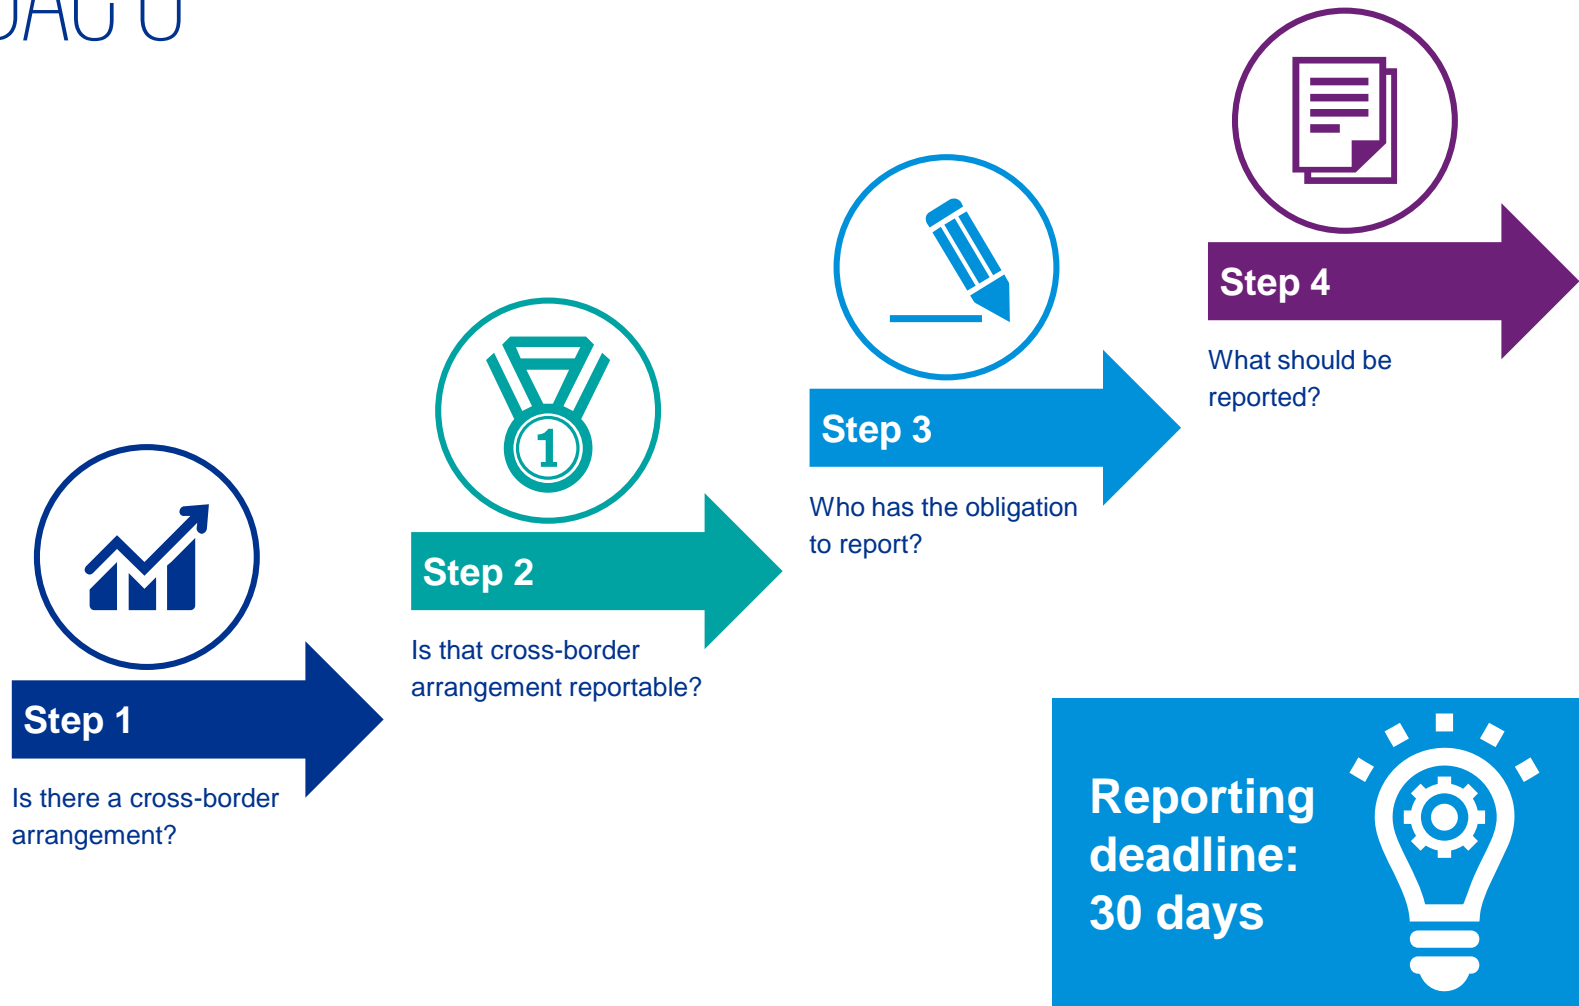 Step 1
Is there a cross-border
arrangement?
1
Step 2
Is that cross-border
arrangement reportable?
Step 3
Who has the obligation
to report?
Step 4
What should be
reported?
Reporting
deadline:
30 days